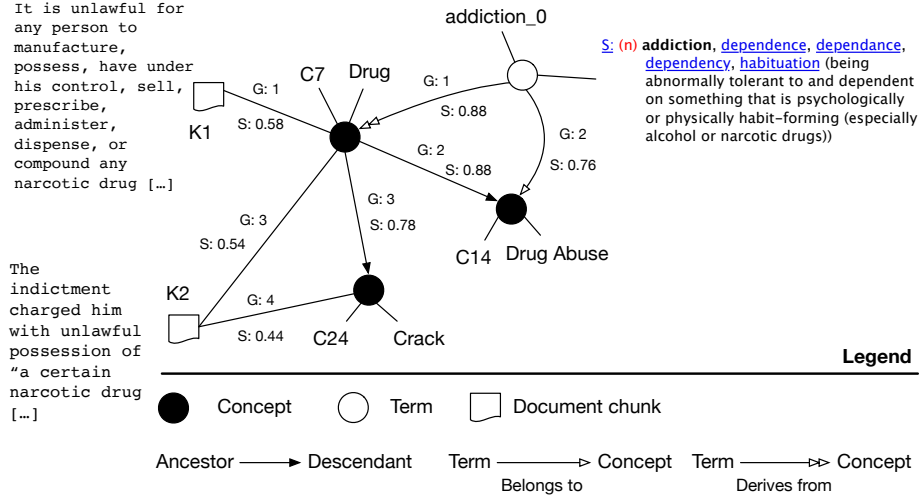 It is unlawful for
any person to
manufacture,
possess, have under
his control, sell,
prescribe,
administer,
dispense, or
compound any
narcotic drug […]
K1
G: 1
S: 0.58
C7
Drug
addiction_0
G: 1
S: 0.88
S: (n) addiction, dependence, dependance,
dependency, habituation (being
abnormally tolerant to and dependent
on something that is psychologically
or physically habit-forming (especially
alcohol or narcotic drugs))
G: 2
S: 0.88
G: 2
S: 0.76
G: 3
S: 0.54
G: 3
S: 0.78
C14
Drug Abuse
The
indictment
charged him
with unlawful
possession of
“a certain
narcotic drug
[…]
K2
G: 4
S: 0.44
C24
Crack
Legend
Concept
Term
Document chunk
Ancestor
Descendant
Term
Concept
Belongs to
Term
Concept
Derives from